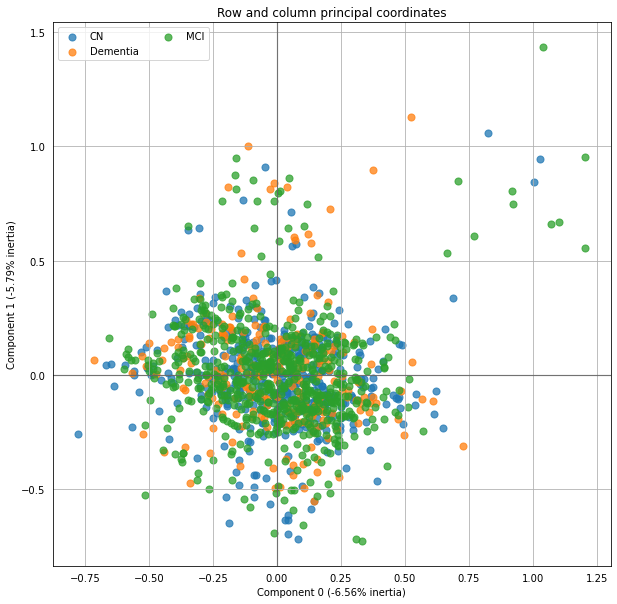 Row and column principal coordinates
CN
Dementia
MCI
1.5
1.0
0.5
0.0
−0.5
Component 1 (-5.79% inertia)
−0.75
−0.50
−0.25
0.00
0.25
0.50
0.75
1.00
1.25
Component 0 (-6.56% inertia)